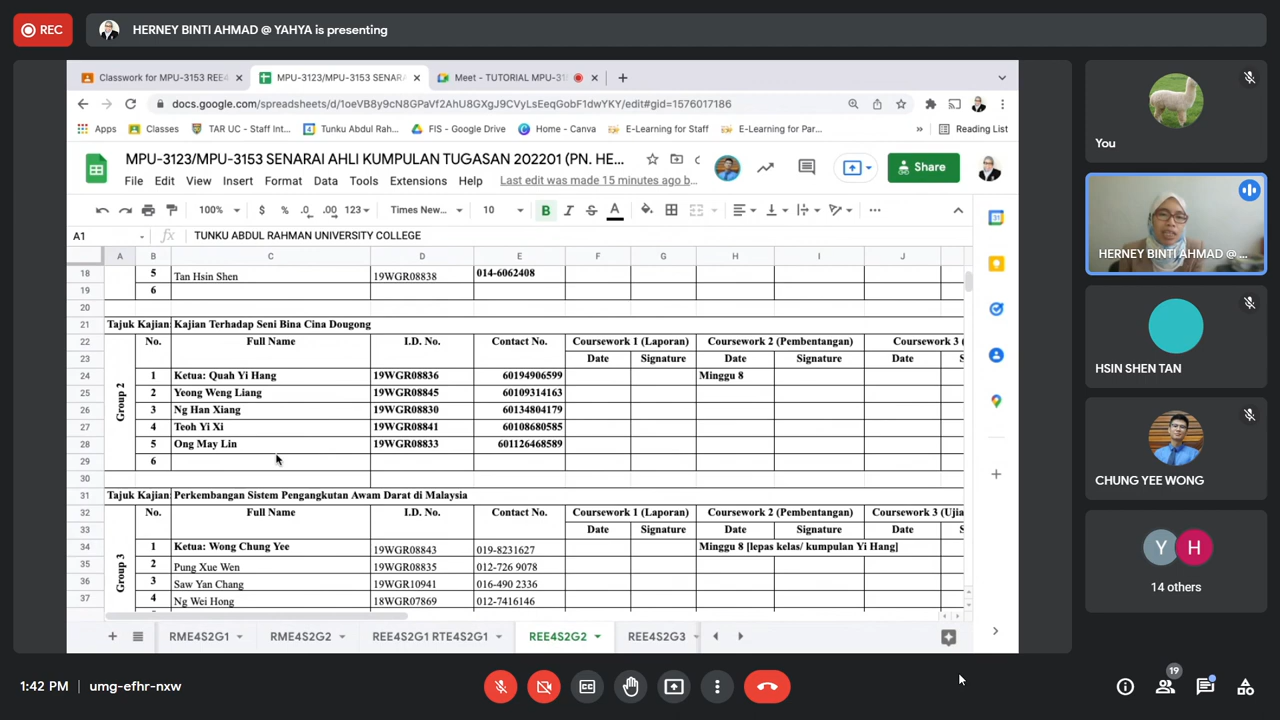 REC
HERNEY BINTI AHMAD @ YAHYA is presenting
Classwork for MPU-3153 REE4
MPU-3123/MPU-3153 SENAR
Meet - TUTORIAL MPU-31
docs.google.com/spreadsheets/d/1oeVB8y9cN8GPaVf2AhU8GXgJ9CVyLsEeqGobF1dwYKY/edit#gid=1576017186
Apps
Classes
TAR UC - Staff Int...
Tunku Abdul Rah...
FIS - Google Drive
Home - Canva
E-Learning for Staff
E-Learning for Par...
»
Reading List
MPU-3123/MPU-3153 SENARAI AHLI KUMPULAN TUGASAN 202201 (PN. HE...
Share
File Edit View Insert Format Data Tools Extensions Help Last edit was made 15 minutes ago b...
100% $ % .0 .00 123 Times New... 10 B I S A
A1 fx TUNKU ABDUL RAHMAN UNIVERSITY COLLEGE
A B C D E F G H I J
18 5 Tan Hsin Shen 19WGR08838 014-6062408
19 6
20
21 Tajuk Kajian: Kajian Terhadap Seni Bina Cina Dougong
22 No. Full Name I.D. No. Contact No. Coursework 1 (Laporan) Coursework 2 (Pembentangan) Coursework 3 (
23 Date Signature Date Signature Date S
Group 2
24 1 Ketua: Quah Yi Hang 19WGR08836 60194906599 Minggu 8
25 2 Yeong Weng Liang 19WGR08845 60109314163
26 3 Ng Han Xiang 19WGR08830 60134804179
27 4 Teoh Yi Xi 19WGR08841 60108680585
28 5 Ong May Lin 19WGR08833 601126468589
29 6
30
31 Tajuk Kajian: Perkembangan Sistem Pengangkutan Awam Darat di Malaysia
32 No. Full Name I.D. No. Contact No. Coursework 1 (Laporan) Coursework 2 (Pembentangan) Coursework 3 (Ujia
33 Date Signature Date Signature Date S
Group 3
34 1 Ketua: Wong Chung Yee 19WGR08843 019-8231627 Minggu 8 [lepas kelas/ kumpulan Yi Hang]
35 2 Pung Xue Wen 19WGR08835 012-726 9078
36 3 Saw Yan Chang 19WGR10941 016-490 2336
37 4 Ng Wei Hong 18WGR07869 012-7416146
RME4S2G1 RME4S2G2 REE4S2G1 RTE4S2G1 REE4S2G2 REE4S2G3
You
HERNEY BINTI AHMAD @ ...
HSIN SHEN TAN
CHUNG YEE WONG
Y H
14 others
1:42 PM umg-efhr-nxw
19